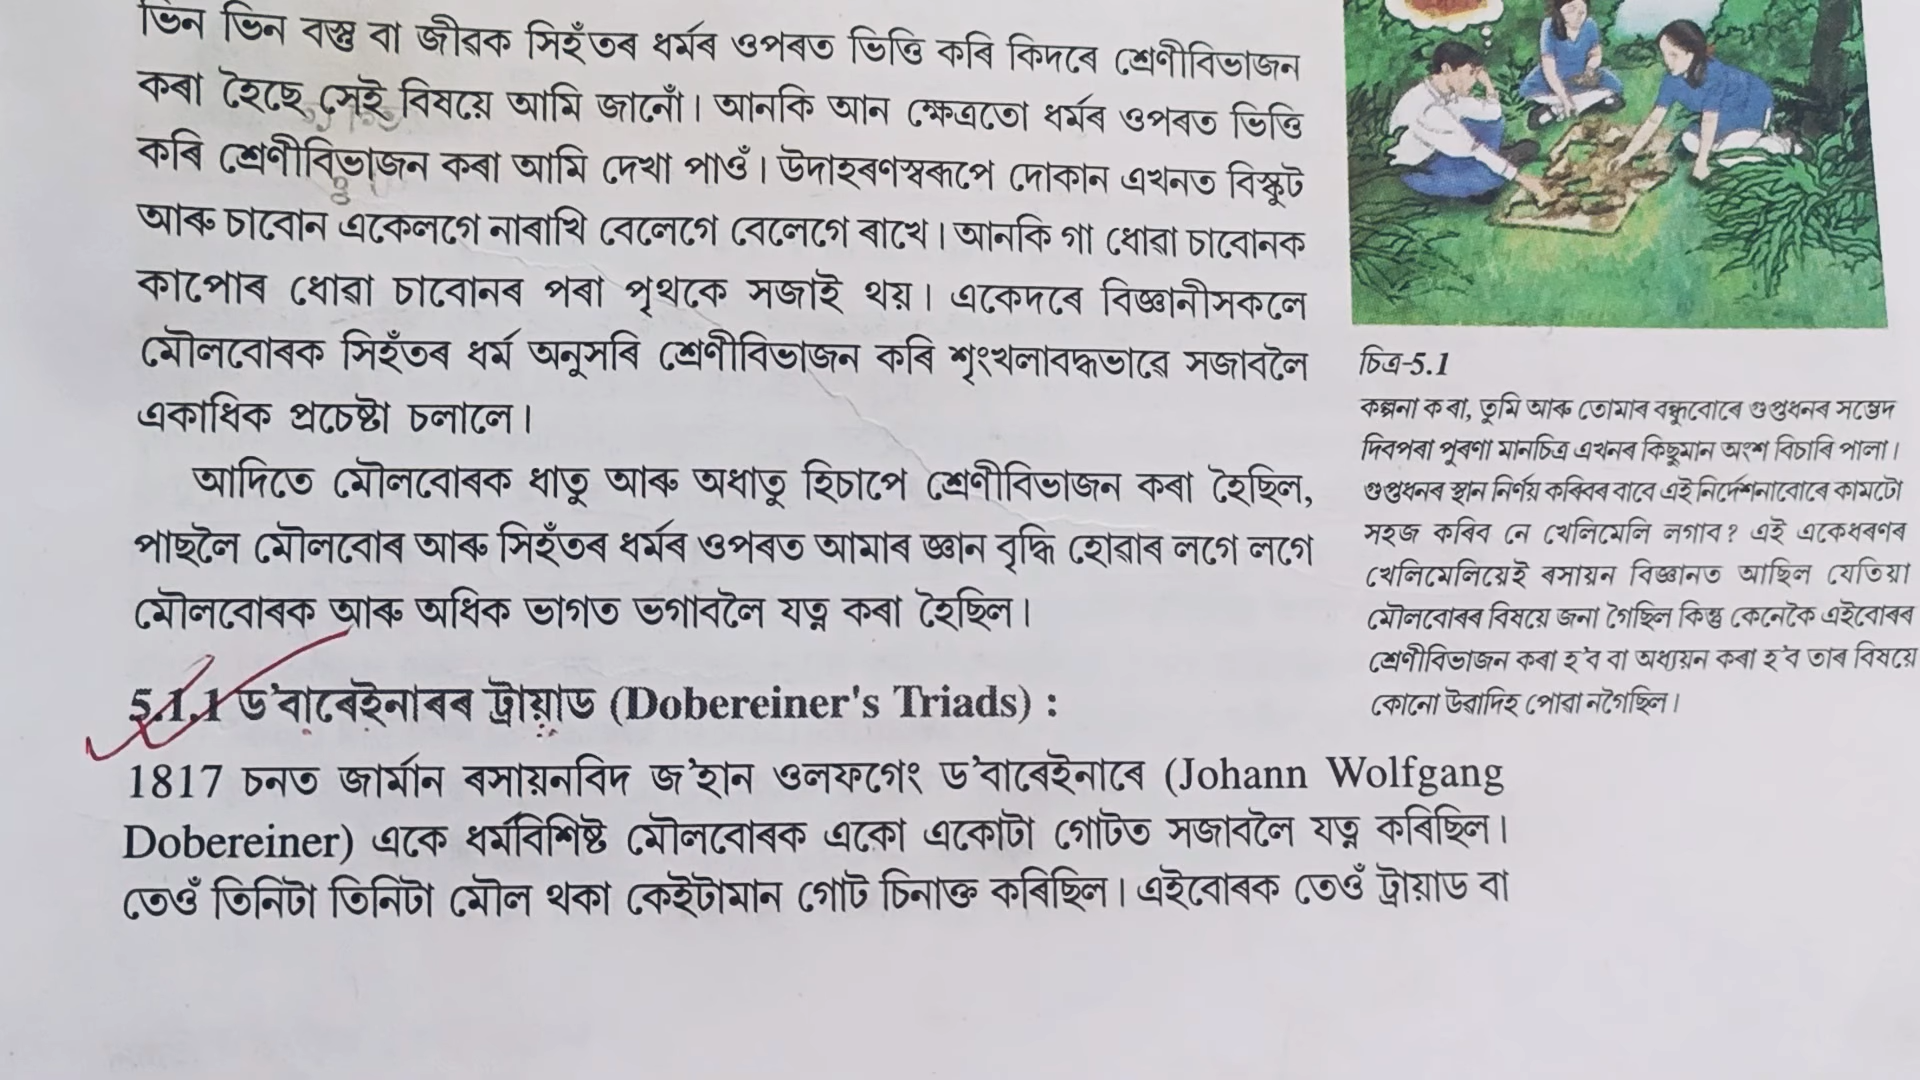 ভিন ভিন বস্তু বা জীৱক সিহঁতৰ ধৰ্মৰ ওপৰত ভিত্তি কৰি কিদৰে শ্ৰেণীবিভাজন
কৰা হৈছে সেই বিষয়ে আমি জানোঁ। আনকি আন ক্ষেত্ৰতো ধৰ্মৰ ওপৰত ভিত্তি
কৰি শ্ৰেণীবিভাজন কৰা আমি দেখা পাওঁ। উদাহৰণস্বৰূপে দোকান এখনত বিস্কুট
আৰু চাবোন একেলগে নাৰাখি বেলেগে বেলেগে ৰাখে। আনকি গা ধোৱা চাবোনক
কাপোৰ ধোৱা চাবোনৰ পৰা পৃথকে সজাই থয়। একেদৰে বিজ্ঞানীসকলে
মৌলবোৰক সিহঁতৰ ধৰ্ম অনুসৰি শ্ৰেণীবিভাজন কৰি শৃংখলাবদ্ধভাৱে সজাবলৈ
একাধিক প্ৰচেষ্টা চলালে।
আদিতে মৌলবোৰক ধাতু আৰু অধাতু হিচাপে শ্ৰেণীবিভাজন কৰা হৈছিল,
পাছলৈ মৌলবোৰ আৰু সিহঁতৰ ধৰ্মৰ ওপৰত আমাৰ জ্ঞান বৃদ্ধি হোৱাৰ লগে লগে
মৌলবোৰক আৰু অধিক ভাগত ভগাবলৈ যত্ন কৰা হৈছিল।
5.1.1 ড'বাৰেইনাৰৰ ট্ৰায়াড (Dobereiner's Triads) :
1817 চনত জাৰ্মান ৰসায়নবিদ জ'হান ওলফগেং ড'বাৰেইনাৰে (Johann Wolfgang
Dobereiner) একে ধৰ্মবিশিষ্ট মৌলবোৰক একো একোটা গোটত সজাবলৈ যত্ন কৰিছিল।
তেওঁ তিনিটা তিনিটা মৌল থকা কেইটামান গোট চিনাক্ত কৰিছিল। এইবোৰক তেওঁ ট্ৰায়াড বা
চিত্ৰ-5.1
কল্পনা কৰা, তুমি আৰু তোমাৰ বন্ধুবোৰে গুপ্তধনৰ সম্ভেদ
দিবপৰা পুৰণা মানচিত্ৰ এখনৰ কিছুমান অংশ বিচাৰি পালা।
গুপ্তধনৰ স্থান নিৰ্ণয় কৰিবৰ বাবে এই নিৰ্দেশনাবোৰে কামটো
সহজ কৰিব নে খেলিমেলি লগাব? এই একেধৰণৰ
খেলিমেলিয়েই ৰসায়ন বিজ্ঞানত আছিল যেতিয়া
মৌলবোৰৰ বিষয়ে জনা গৈছিল কিন্তু কেনেকৈ এইবোৰৰ
শ্ৰেণীবিভাজন কৰা হ'ব বা অধ্যয়ন কৰা হ'ব তাৰ বিষয়ে
কোনো উৱাদিহ পোৱা নগৈছিল।